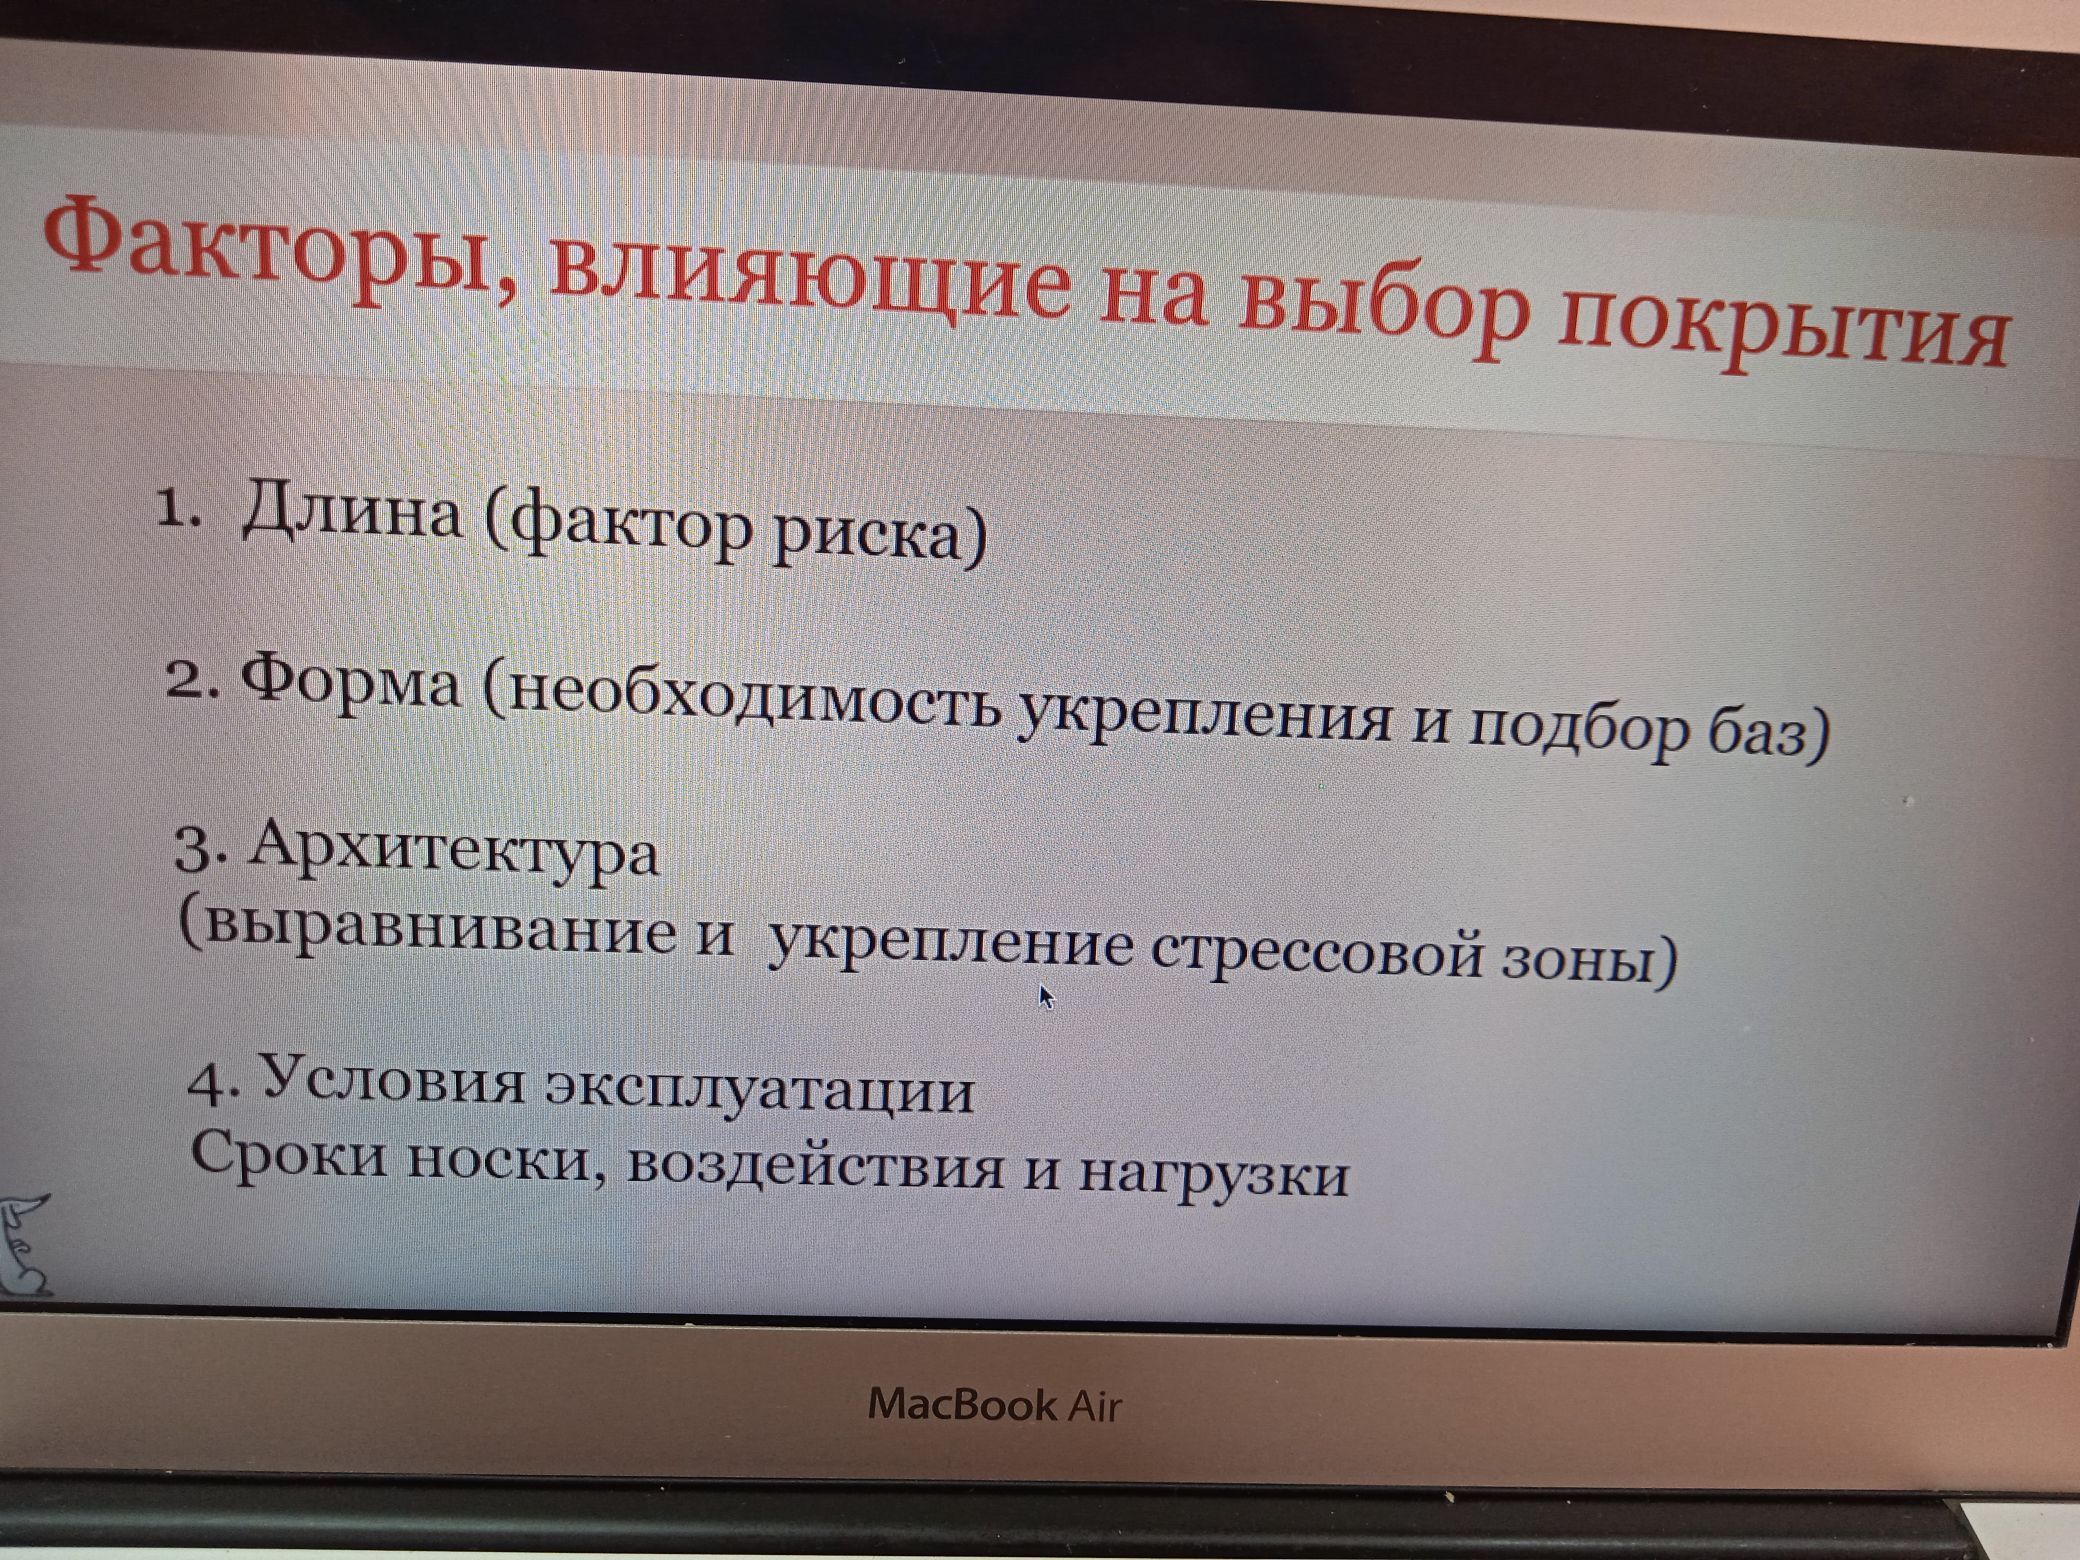 Факторы, влияющие на выбор покрытия
1. Длина (фактор риска)
2. Форма (необходимость укрепления и подбор баз)
3. Архитектура
(выравнивание и укрепление стрессовой зоны)
4. Условия эксплуатации
Сроки носки, воздействия и нагрузки
MacBook Air